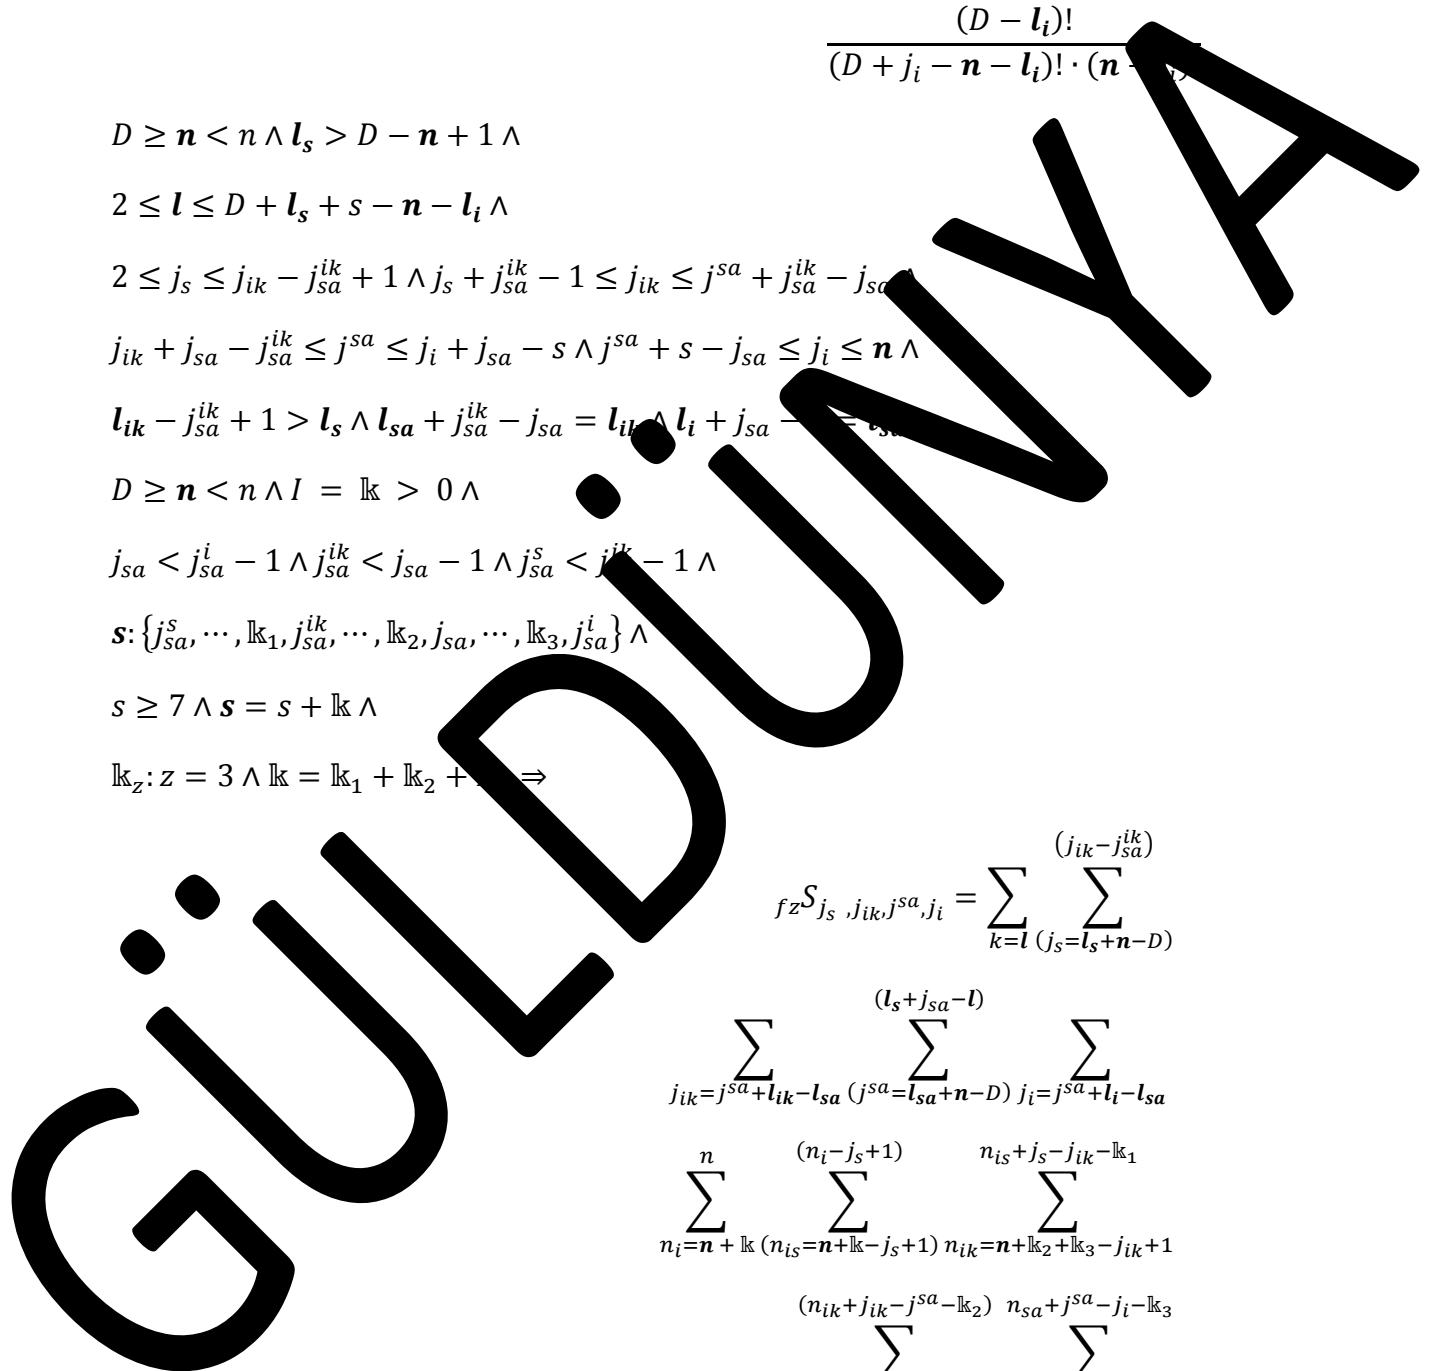 (D − l_i)!
(D + j_i − n − l_i)! · (n
D ≥ n < n ∧ l_s > D − n + 1 ∧
2 ≤ l ≤ D + l_s + s − n − l_i ∧
2 ≤ j_s ≤ j_ik − j_sa^ik + 1 ∧ j_s + j_sa^ik − 1 ≤ j_ik ≤ j^sa + j_sa^ik − j_sa ∧
j_ik + j_sa − j_sa^ik ≤ j^sa ≤ j_i + j_sa − s ∧ j^sa + s − j_sa ≤ j_i ≤ n ∧
l_ik − j_sa^ik + 1 > l_s ∧ l_sa + j_sa^ik − j_sa = l_ik ∧ l_i + j_sa − = l_sa
D ≥ n < n ∧ I = 𝕜 > 0 ∧
j_sa < j_sa^i − 1 ∧ j_sa^ik < j_sa − 1 ∧ j_sa^s < j^ik − 1 ∧
s: {j_sa^s, ⋯ , 𝕜_1, j_sa^ik, ⋯ , 𝕜_2, j_sa, ⋯ , 𝕜_3, j_sa^i} ∧
s ≥ 7 ∧ s = s + 𝕜 ∧
𝕜_z: z = 3 ∧ 𝕜 = 𝕜_1 + 𝕜_2 + ⇒
(j_ik−j_sa^ik)
fzS_{j_s ,j_ik,j^sa,j_i} = ∑ ∑
k=l (j_s=l_s+n−D)
(l_s+j_sa−l)
∑ ∑ ∑
j_ik=j^sa+l_ik−l_sa (j^sa=l_sa+n−D) j_i=j^sa+l_i−l_sa
n (n_i−j_s+1) n_is+j_s−j_ik−𝕜_1
∑ ∑ ∑
n_i=n+𝕜 (n_is=n+𝕜−j_s+1) n_ik=n+𝕜_2+𝕜_3−j_ik+1
(n_ik+j_ik−j^sa−𝕜_2) n_sa+j^sa−j_i−𝕜_3
∑ ∑
GÜLDÜNYA